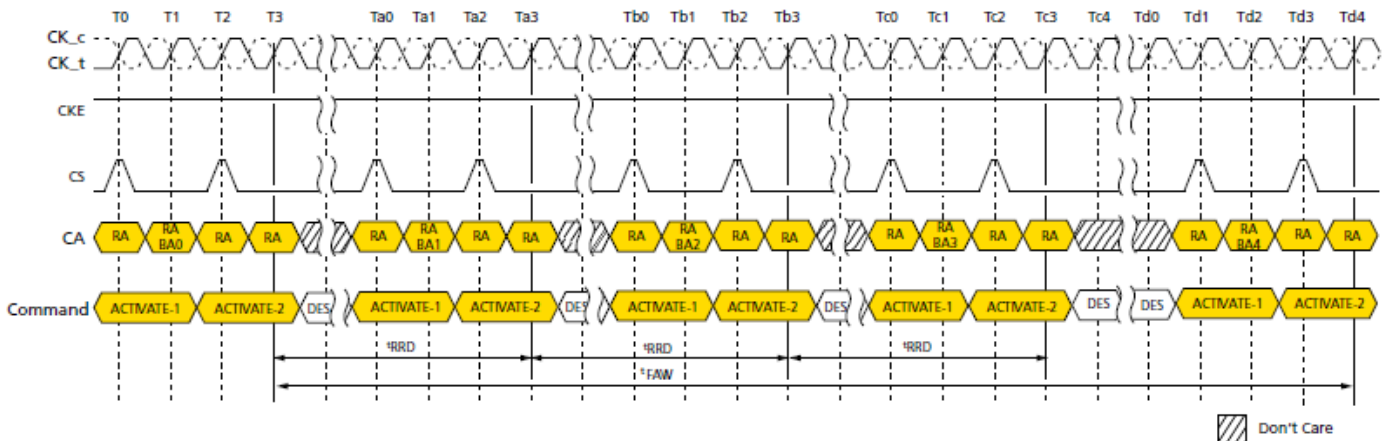 T0 T1 T2 T3 Ta0 Ta1 Ta2 Ta3 Tb0 Tb1 Tb2 Tb3 Tc0 Tc1 Tc2 Tc3 Tc4 Td0 Td1 Td2 Td3 Td4
CK_c
CK_t
CKE
CS
CA RA RA BA0 RA RA RA RA BA1 RA RA RA RA BA2 RA RA RA RA BA3 RA RA RA RA BA4 RA RA
Command ACTIVATE-1 ACTIVATE-2 DES ACTIVATE-1 ACTIVATE-2 DES ACTIVATE-1 ACTIVATE-2 DES ACTIVATE-1 ACTIVATE-2 DES DES ACTIVATE-1 ACTIVATE-2
tRRD tRRD tRRD
tFAW
Don't Care